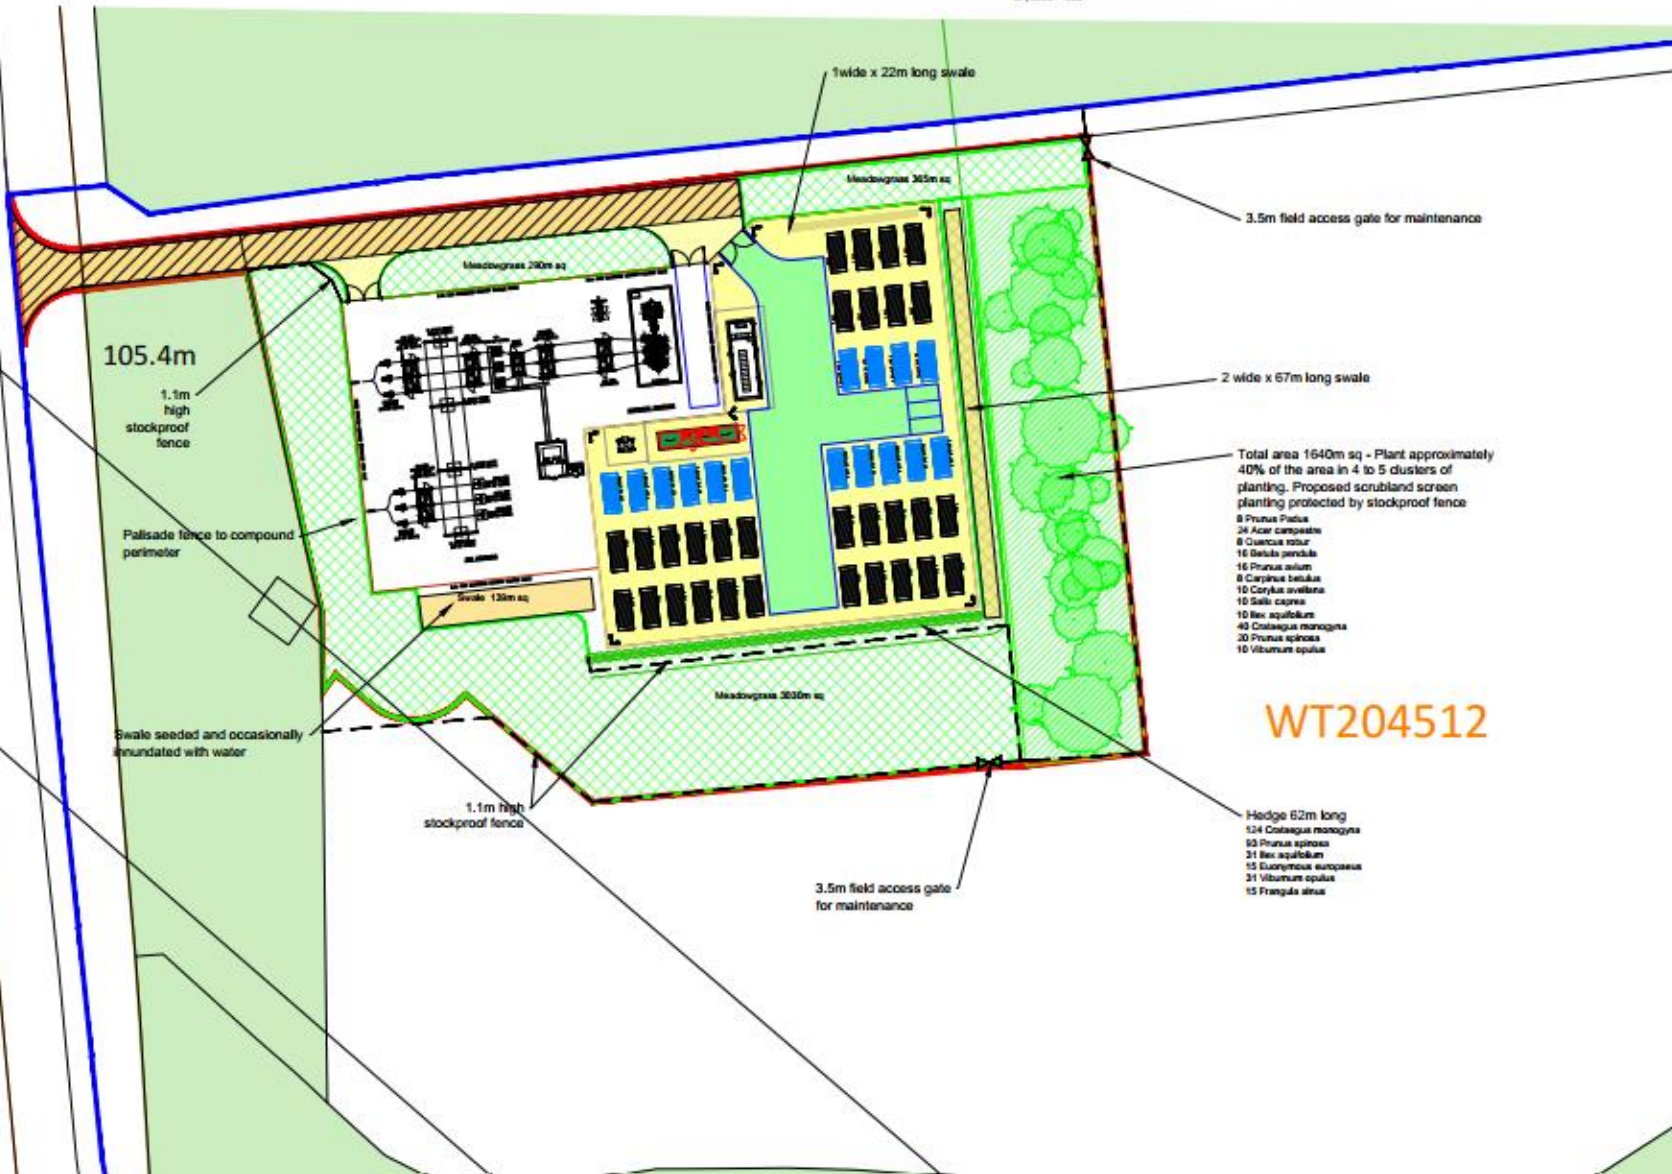 1wide x 22m long swale
Meadowgrass 365m sq
3.5m field access gate for maintenance
Meadowgrass 290m sq
105.4m
1.1m
high
stockproof
fence
2 wide x 67m long swale
Total area 1640m sq - Plant approximately
40% of the area in 4 to 5 clusters of
planting. Proposed scrubland screen
planting protected by stockproof fence
8 Prunus Padus
24 Acer campestre
8 Quercus robur
16 Betula pendula
16 Prunus avium
8 Carpinus betulus
10 Corylus avellana
10 Salix caprea
10 Ilex aquifolium
40 Crataegus monogyna
20 Prunus spinosa
10 Viburnum opulus
Palisade fence to compound
perimeter
Swale 139m sq
Meadowgrass 3030m sq
WT204512
Swale seeded and occasionally
innundated with water
1.1m high
stockproof fence
Hedge 62m long
124 Crataegus monogyna
93 Prunus spinosa
31 Ilex aquifolium
15 Euonymous europaeus
31 Viburnum opulus
15 Frangula alnus
3.5m field access gate
for maintenance